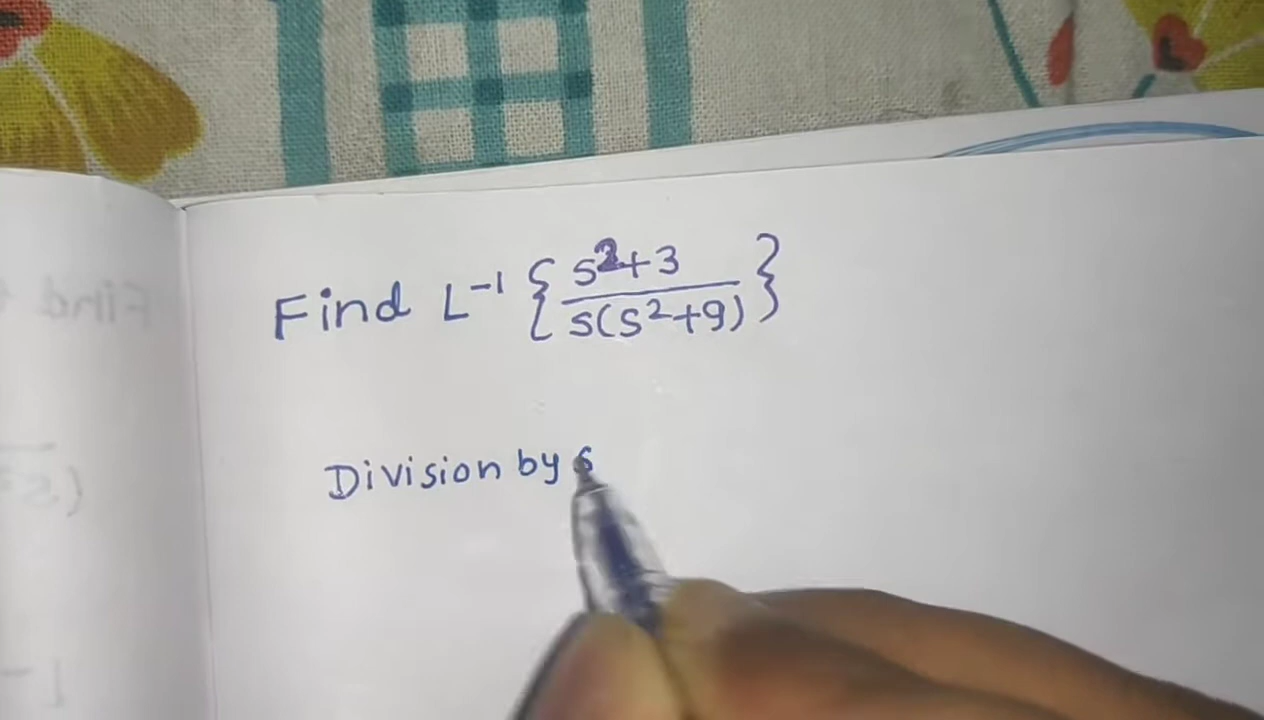 Find L⁻¹ { s²+3 / s(s²+9) }
Division by s